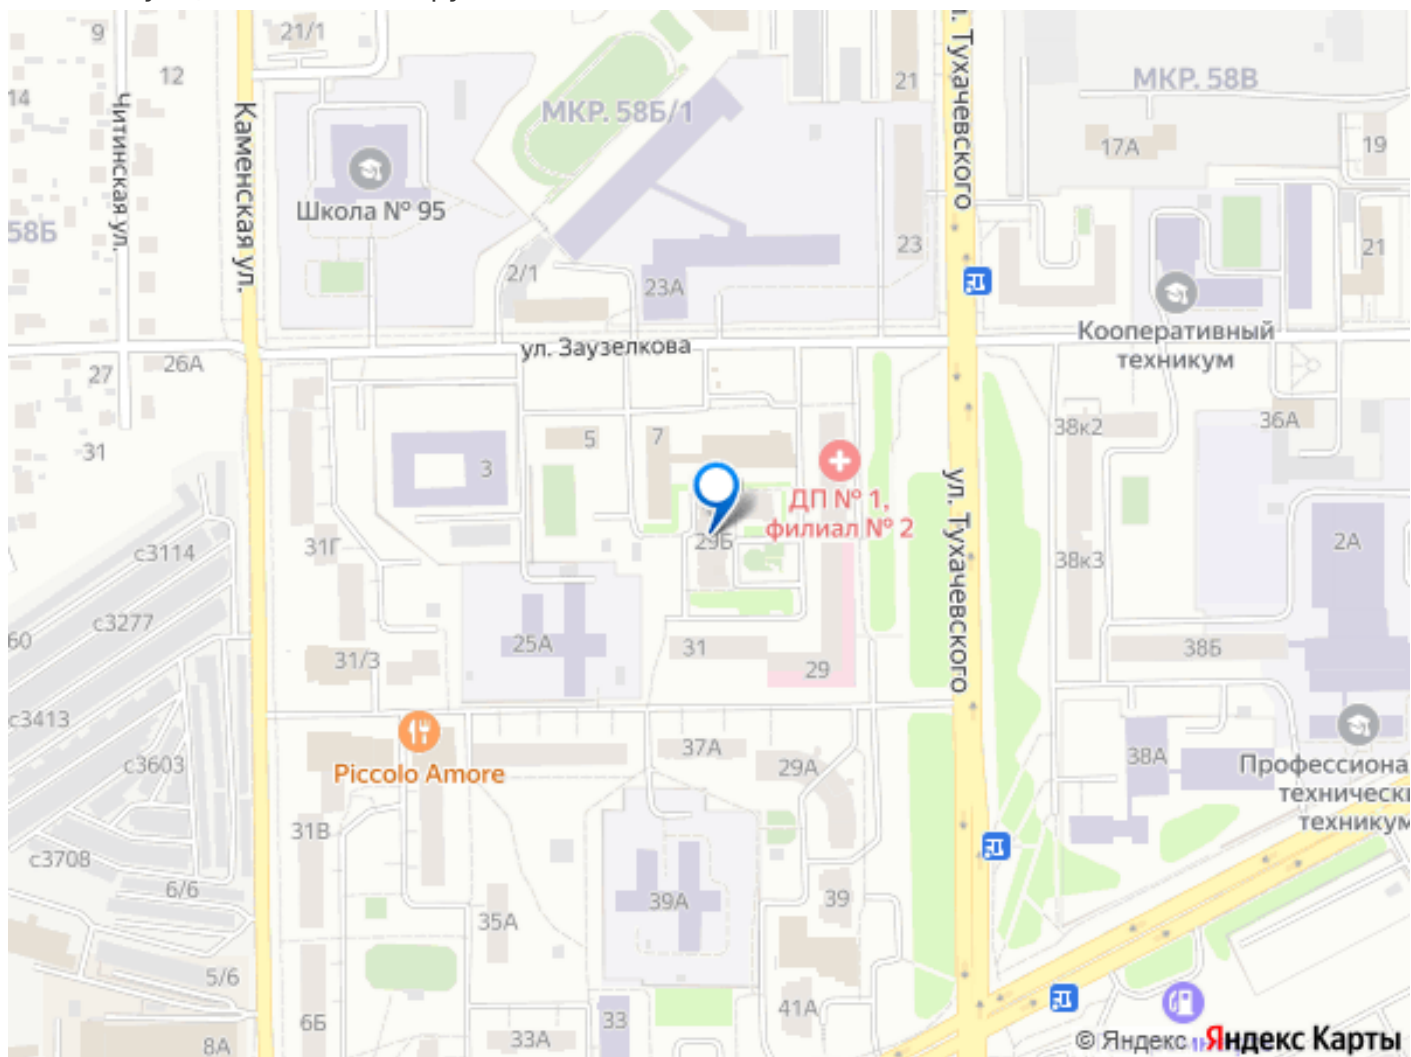 9
21/1
12
14
Читинская ул.
Каменская ул.
58Б
Школа № 95
МКР. 58Б/1
21
ул. Тухачевского
МКР. 58В
17А
19
23
21
2/1
23А
Кооперативный
техникум
ул. Заузелкова
26А
27
31
36А
38к2
5
7
3
ДП № 1,
филиал № 2
ул. Тухачевского
29Б
31Г
с3114
38к3
2А
с3277
60
25А
31
38Б
31/3
29
с3413
37А
29А
38А
с3603
Piccolo Amore
Профессиона
техническ
техникум
31В
с3708
6/6
39А
39
35А
5/6
41А
6Б
33
33А
8А
© Яндекс
Яндекс Карты